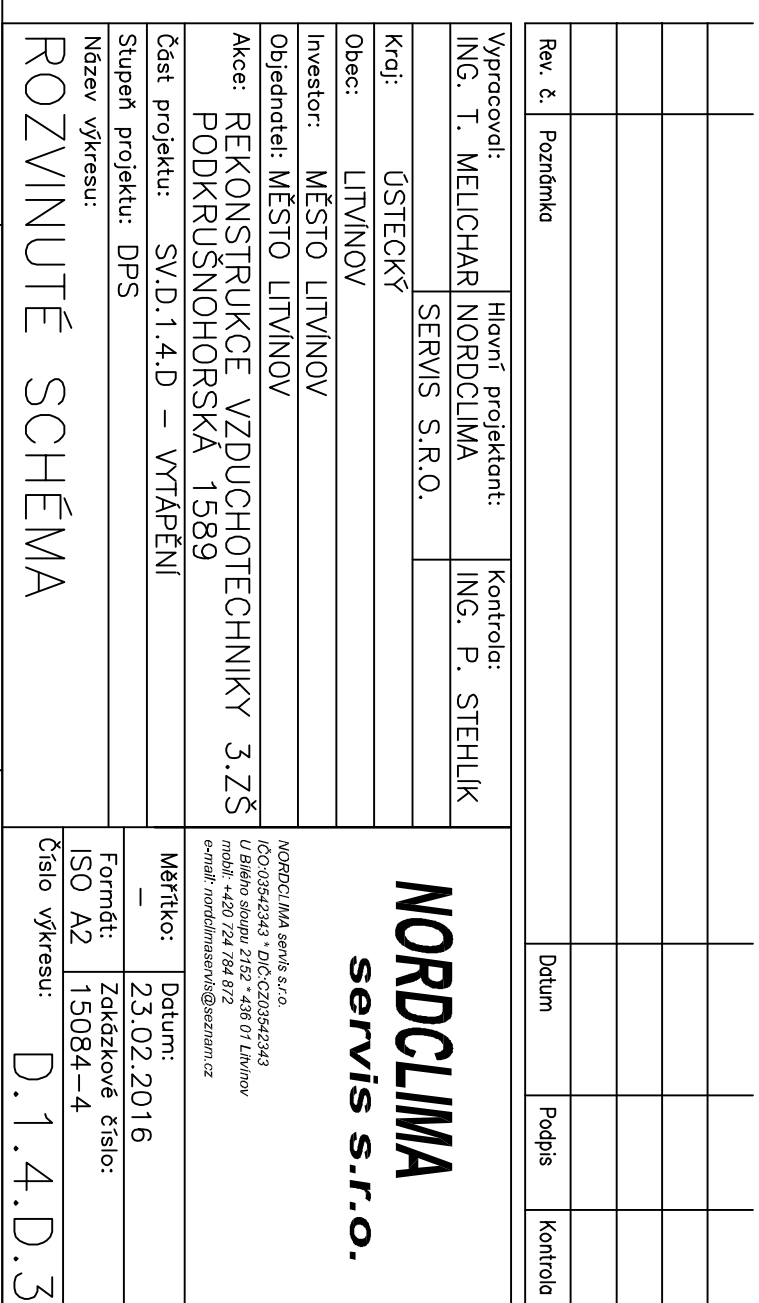 Rev. č. Poznámka Datum Podpis Kontrola
Vypracoval: Hlavní projektant: Kontrola:
ING. T. MELICHAR NORDCLIMA ING. P. STEHLÍK
SERVIS S.R.O.
Kraj: ÚSTECKÝ
Obec: LITVÍNOV
Investor: MĚSTO LITVÍNOV
Objednatel: MĚSTO LITVÍNOV
Akce: REKONSTRUKCE VZDUCHOTECHNIKY 3.ZŠ
PODKRUŠNOHORSKÁ 1589
Část projektu: SV.D.1.4.D – VYTÁPĚNÍ
Stupeň projektu: DPS
Název výkresu:
ROZVINUTÉ SCHÉMA
NORDCLIMA
servis s.r.o.
NORDCLIMA servis s.r.o.
IČO:03542343 * DIČ:CZ03542343
U Bílého sloupu 2152 * 436 01 Litvínov
mobil: +420 724 784 872
e-mail: nordclimaservis@seznam.cz
Měřítko: Datum:
– 23.02.2016
Formát: Zakázkové číslo:
ISO A2 15084–4
Číslo výkresu: D.1.4.D.3